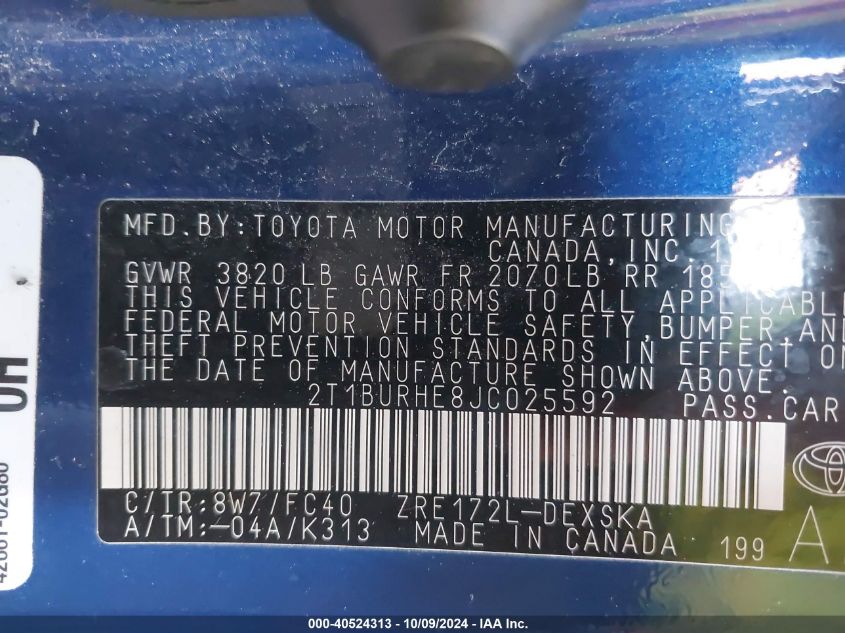 MFD.BY:TOYOTA MOTOR MANUFACTURING
CANADA, INC.
GVWR 3820 LB GAWR FR 2070LB RR
THIS VEHICLE CONFORMS TO ALL APPLICABLE
FEDERAL MOTOR VEHICLE SAFETY,BUMPER,AND
THEFT PREVENTION STANDARDS IN EFFECT ON
THE DATE OF MANUFACTURE SHOWN ABOVE.
2T1BURHE8JC025592 PASS.CAR
C/TR:8W7/FC40 ZRE172L-DEXSKA
A/TM:-04A/K313 MADE IN CANADA 199 A
000-40524313 - 10/09/2024 - IAA Inc.